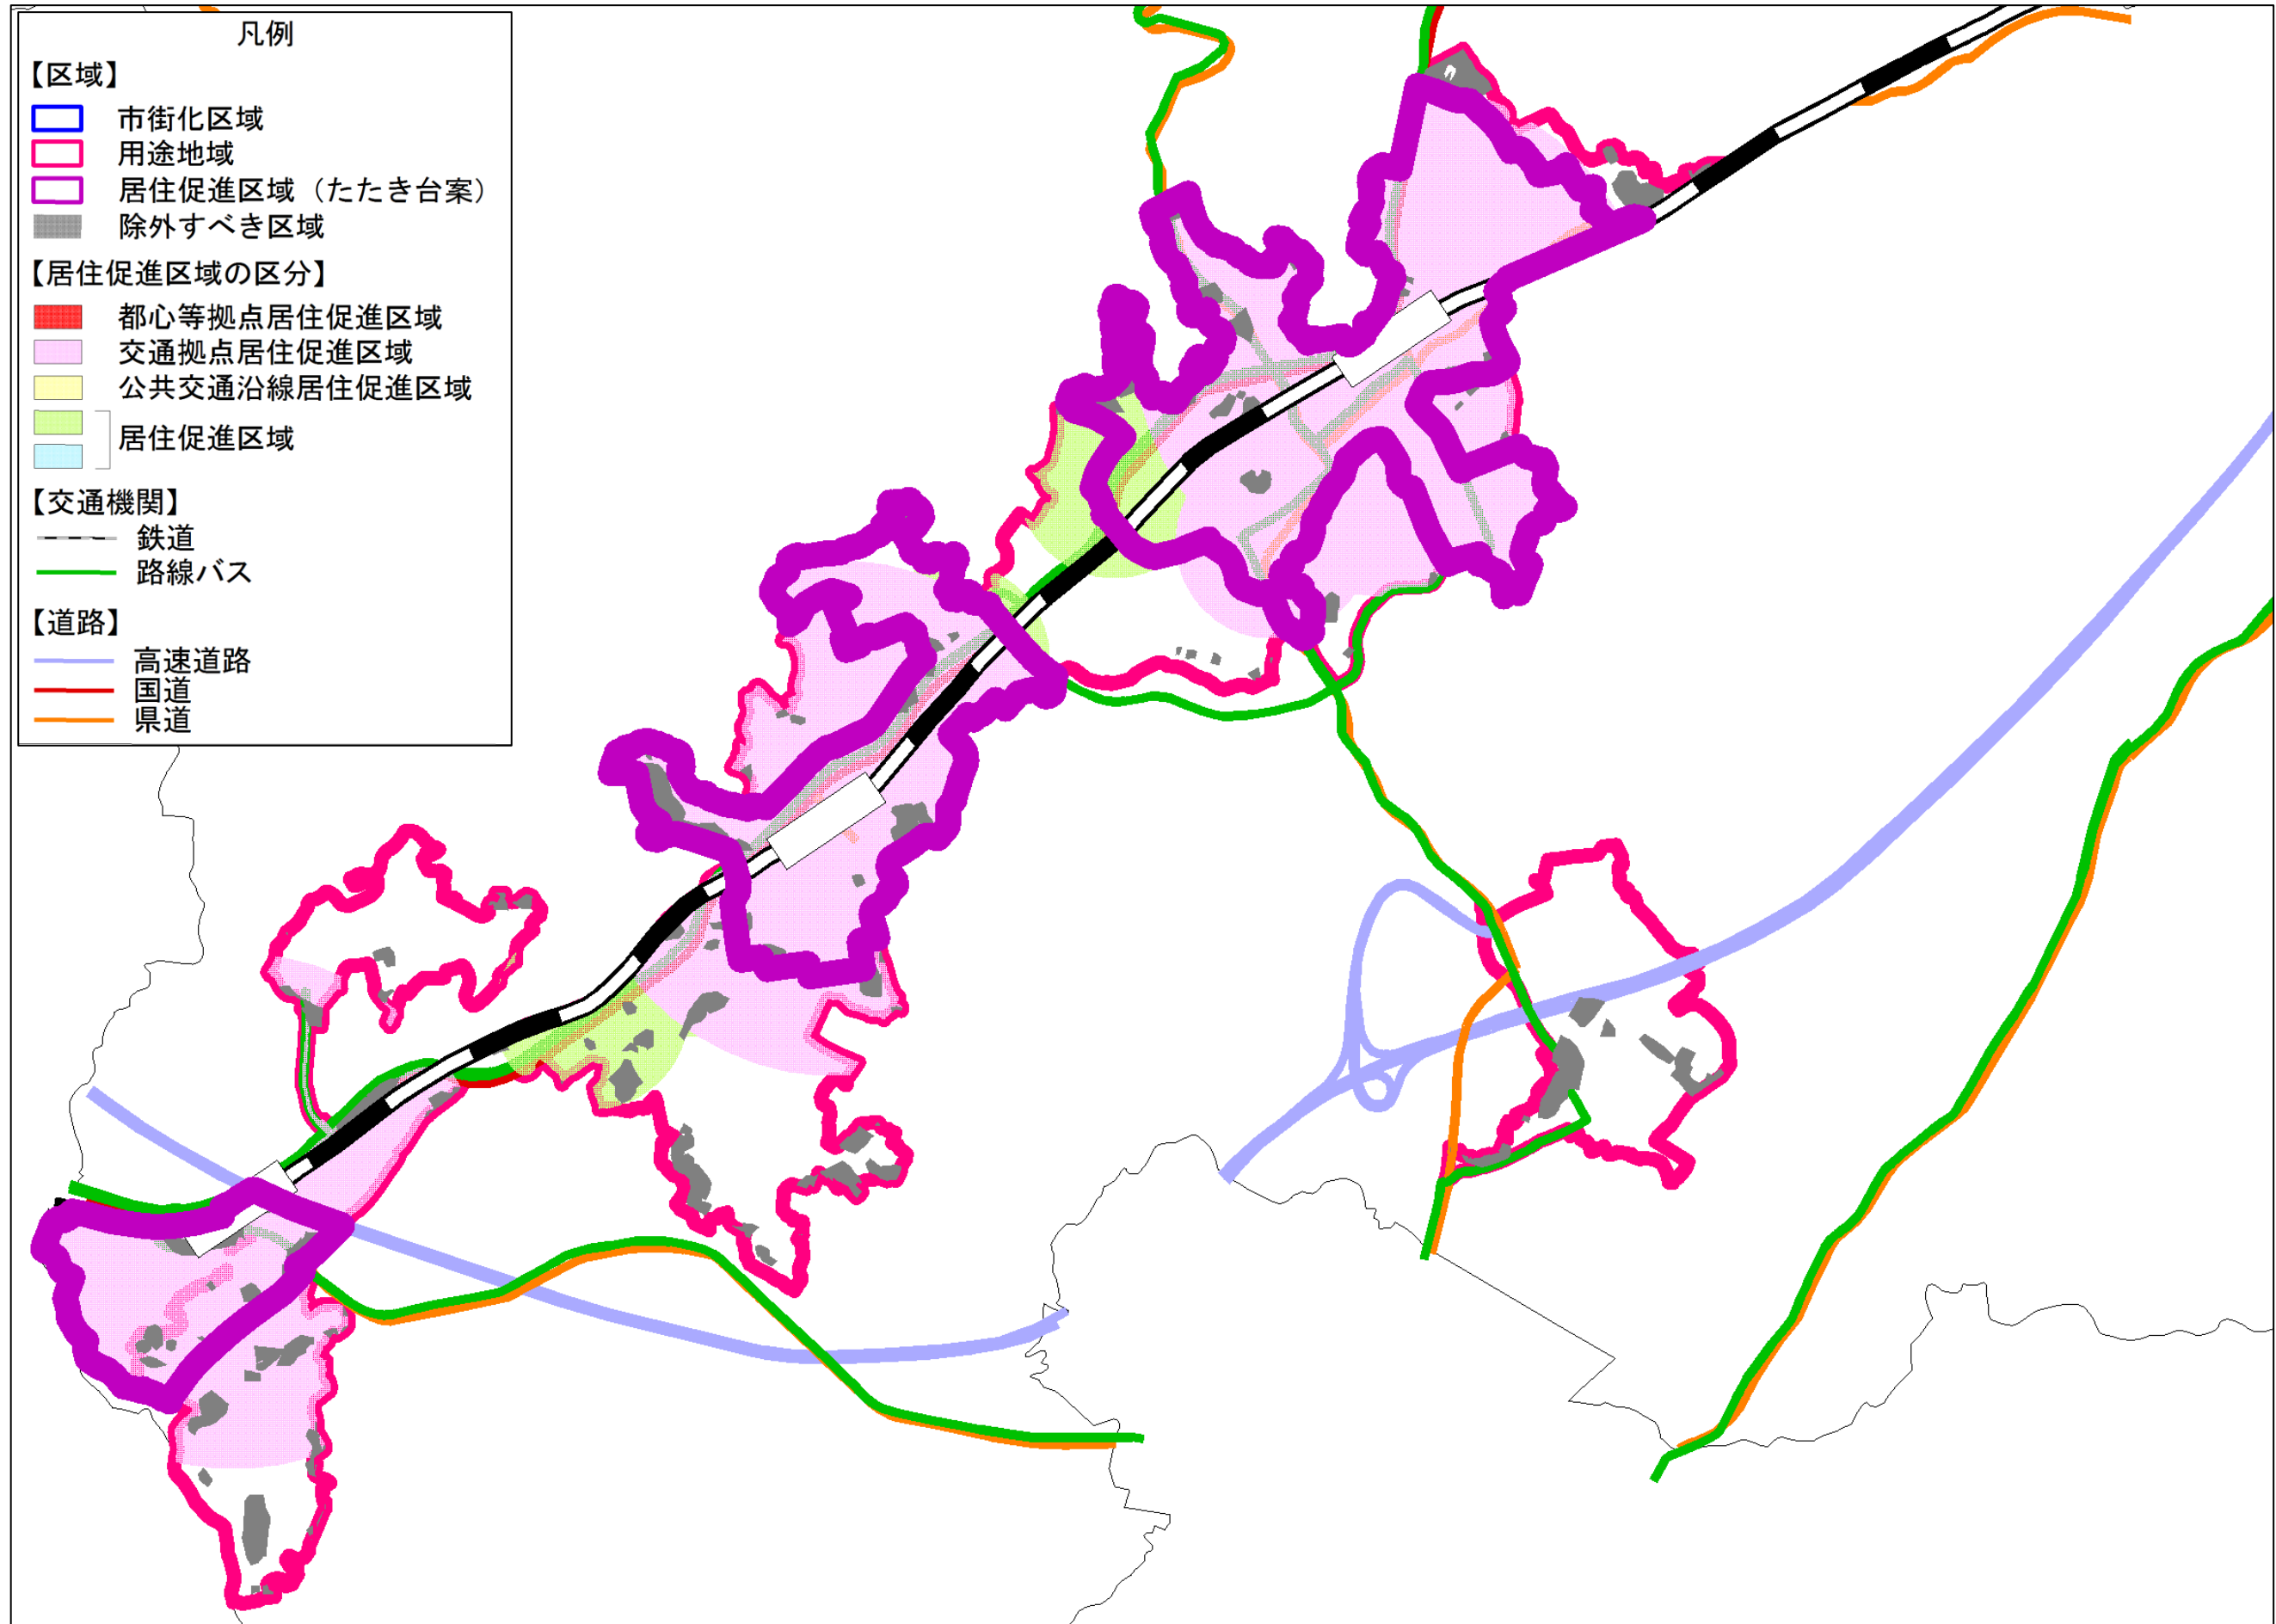 凡例
【区域】
市街化区域
用途地域
居住促進区域（たたき台案）
除外すべき区域
【居住促進区域の区分】
都心等拠点居住促進区域
交通拠点居住促進区域
公共交通沿線居住促進区域
居住促進区域
【交通機関】
鉄道
路線バス
【道路】
高速道路
国道
県道